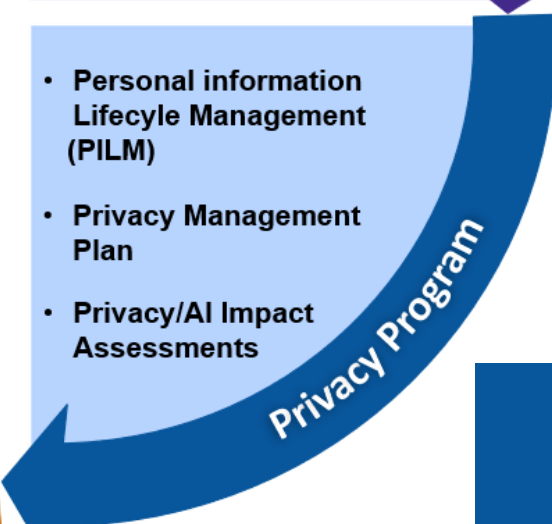 • Personal information
Lifecyle Management
(PILM)
• Privacy Management
Plan
• Privacy/AI Impact
Assessments
Privacy Program